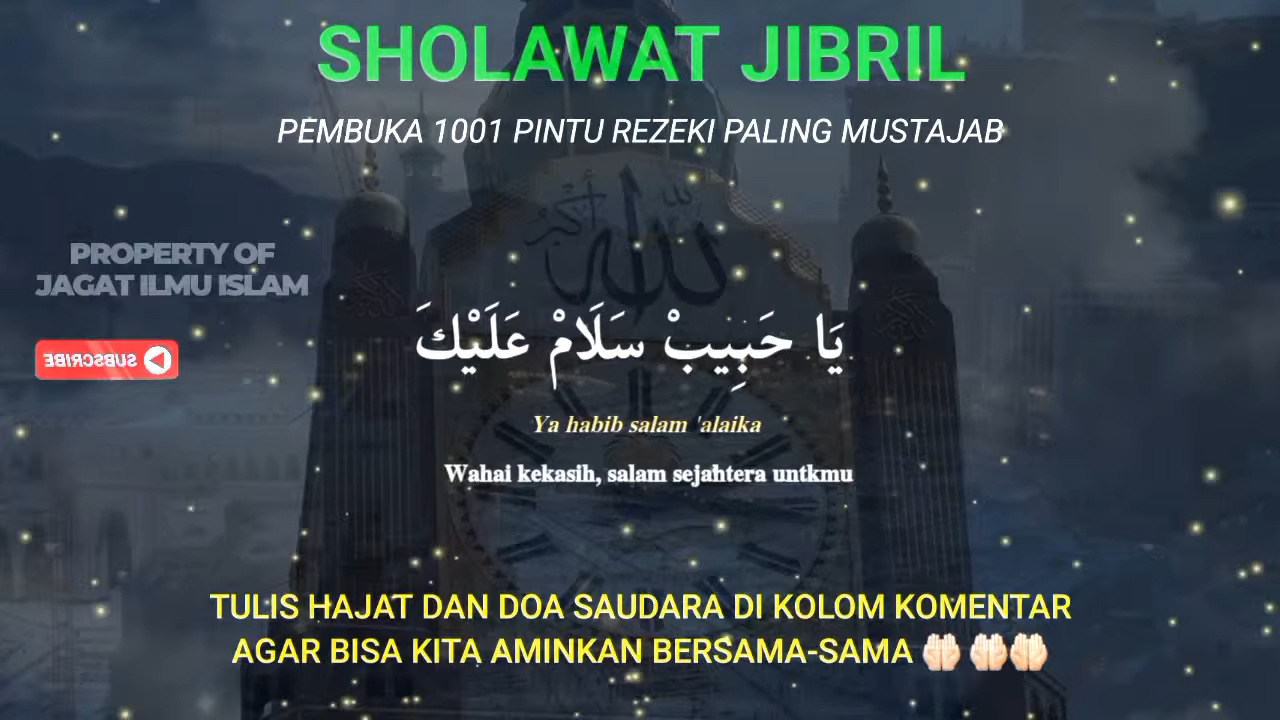 SHOLAWAT JIBRIL
PEMBUKA 1001 PINTU REZEKI PALING MUSTAJAB
الله أكبر
PROPERTY OF
JAGAT ILMU ISLAM
يَا حَبِيبْ سَلَامْ عَلَيْكَ
SUBSCRIBE
Ya habib salam 'alaika
Wahai kekasih, salam sejahtera untkmu
TULIS HAJAT DAN DOA SAUDARA DI KOLOM KOMENTAR
AGAR BISA KITA AMINKAN BERSAMA-SAMA 🤲🏻 🤲🏻🤲🏻